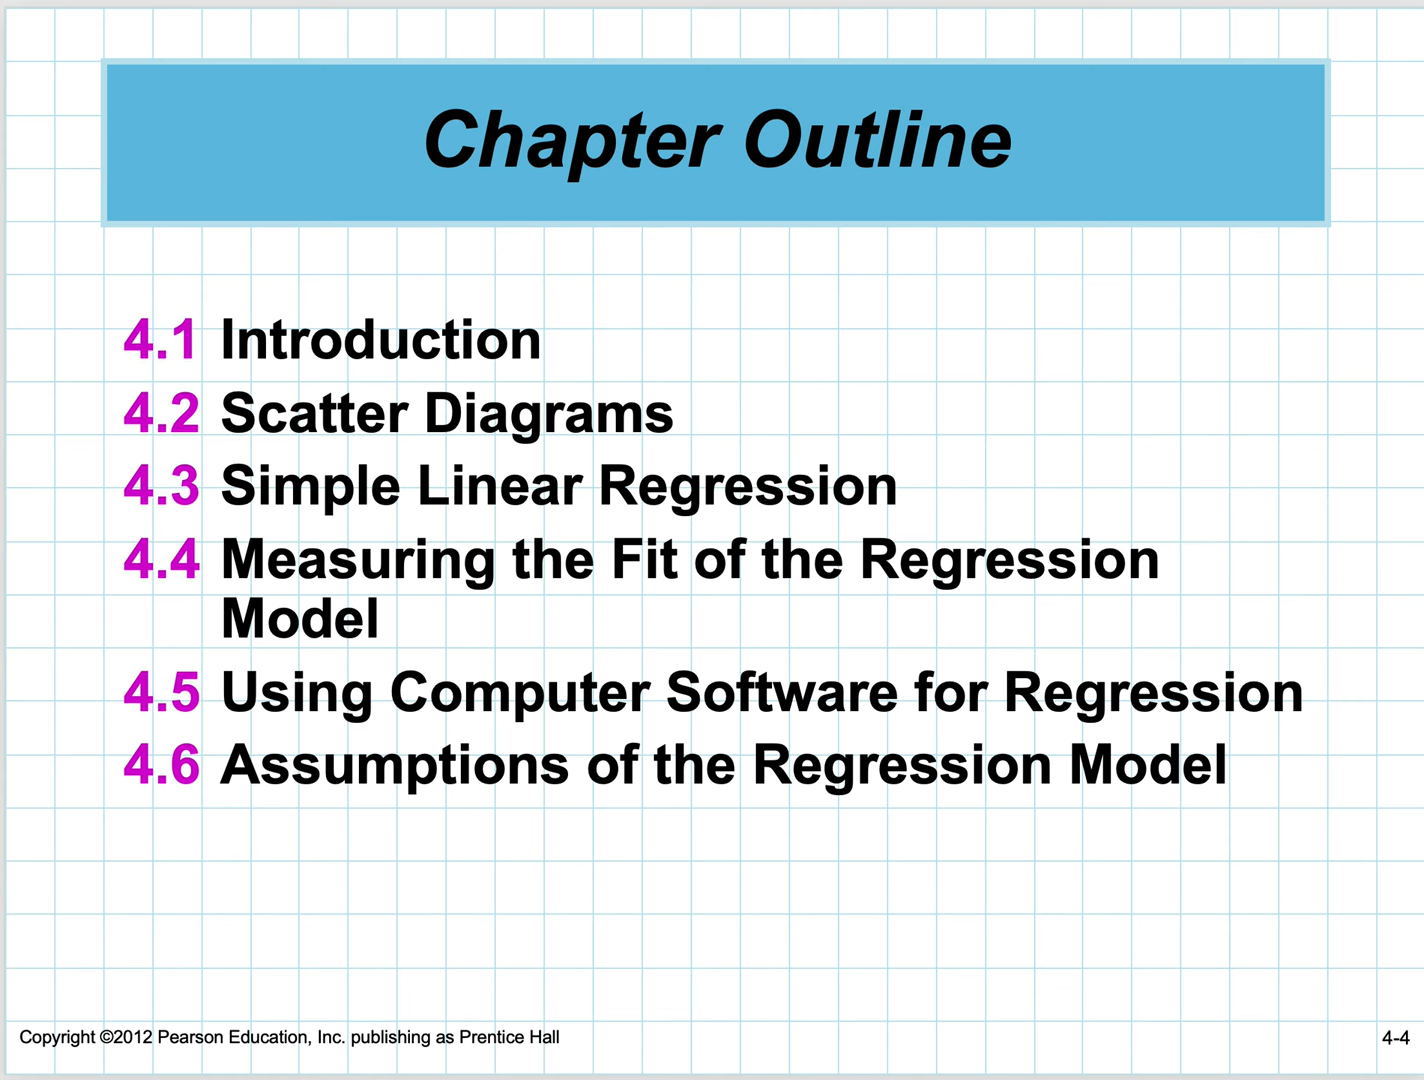 Chapter Outline
4.1 Introduction
4.2 Scatter Diagrams
4.3 Simple Linear Regression
4.4 Measuring the Fit of the Regression
Model
4.5 Using Computer Software for Regression
4.6 Assumptions of the Regression Model
Copyright ©2012 Pearson Education, Inc. publishing as Prentice Hall
4-4